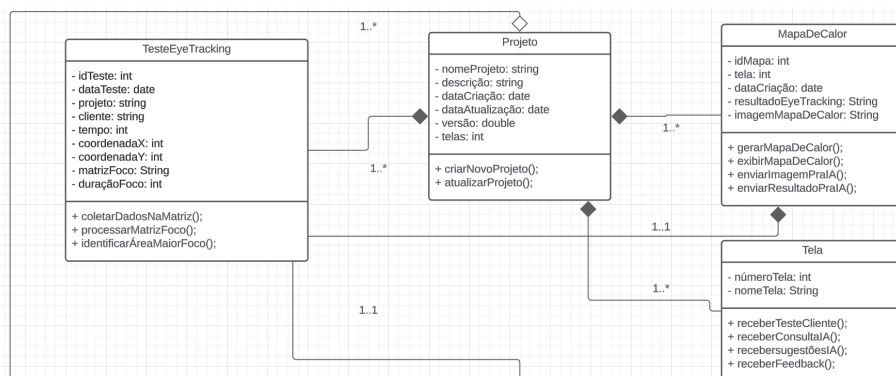 1..*
TesteEyeTracking
- idTeste: int
- dataTeste: date
- projeto: string
- cliente: string
- tempo: int
- coordenadaX: int
- coordenadaY: int
- matrizFoco: String
- duraçãoFoco: int
+ coletarDadosNaMatriz();
+ processarMatrizFoco();
+ identificarÁreaMaiorFoco();
1..*
Projeto
- nomeProjeto: string
- descrição: string
- dataCriação: date
- dataAtualização: date
- versão: double
- telas: int
+ criarNovoProjeto();
+ atualizarProjeto();
1..*
MapaDeCalor
- idMapa: int
- tela: int
- dataCriação: date
- resultadoEyeTracking: String
- imagemMapaDeCalor: String
+ gerarMapaDeCalor();
+ exibirMapaDeCalor();
+ enviarImagemPraIA();
+ enviarResultadoPraIA();
1..1
1..*
1..1
Tela
- númeroTela: int
- nomeTela: String
+ receberTesteCliente();
+ receberConsultaIA();
+ recebersugestõesIA();
+ receberFeedback();